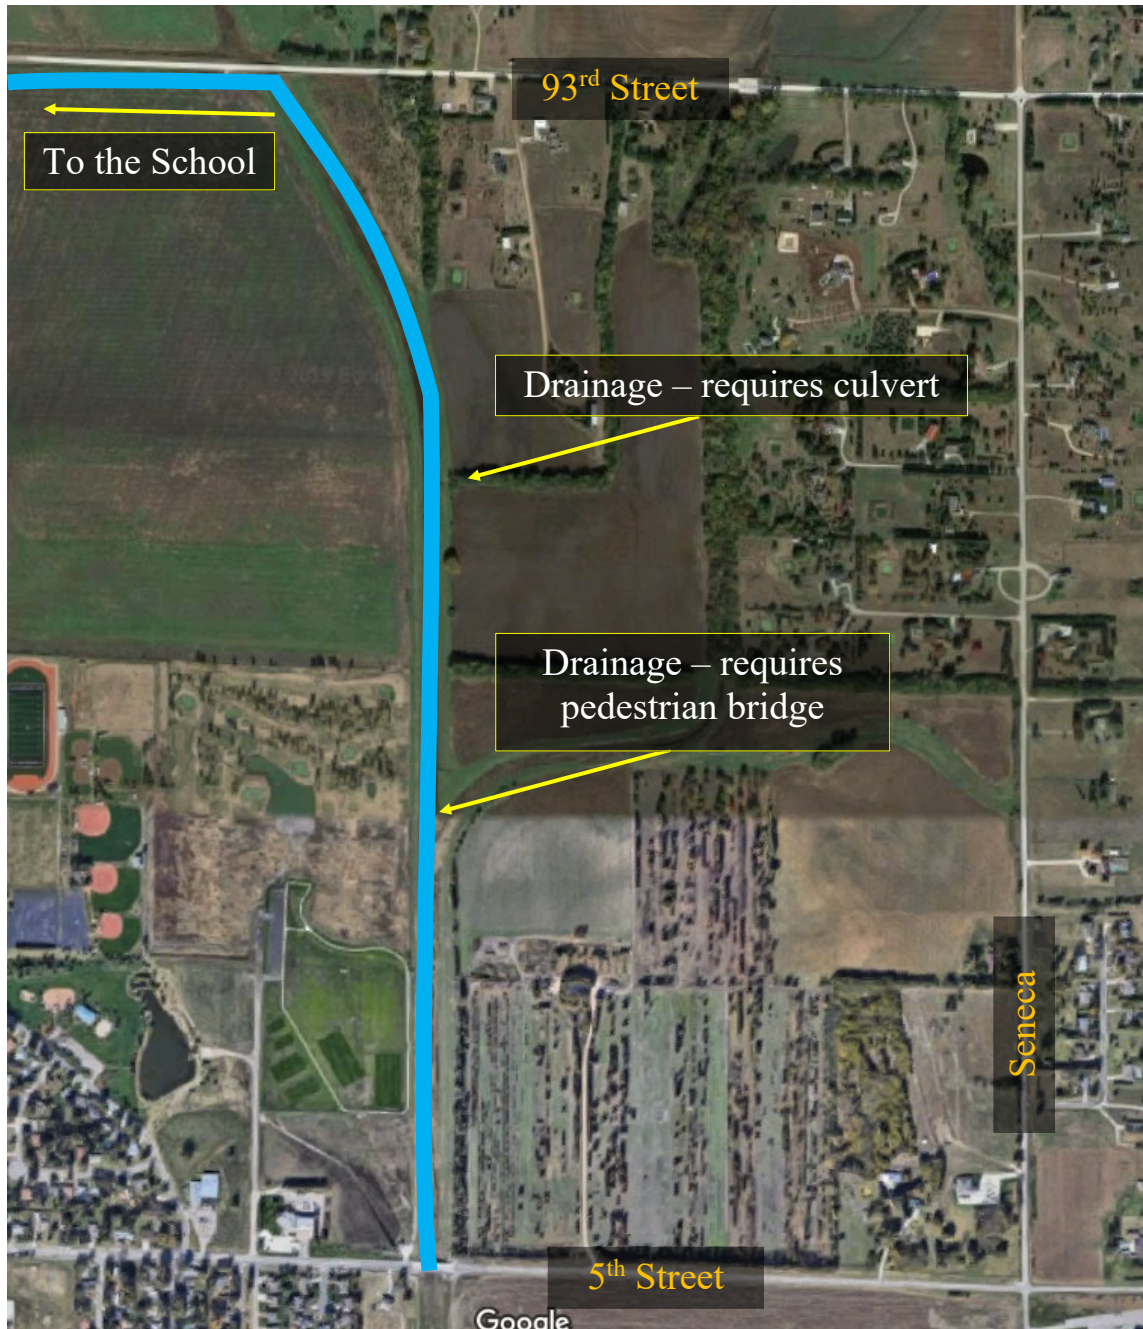 93rd Street
To the School
Drainage – requires culvert
Drainage – requires
pedestrian bridge
Seneca
5th Street
Google